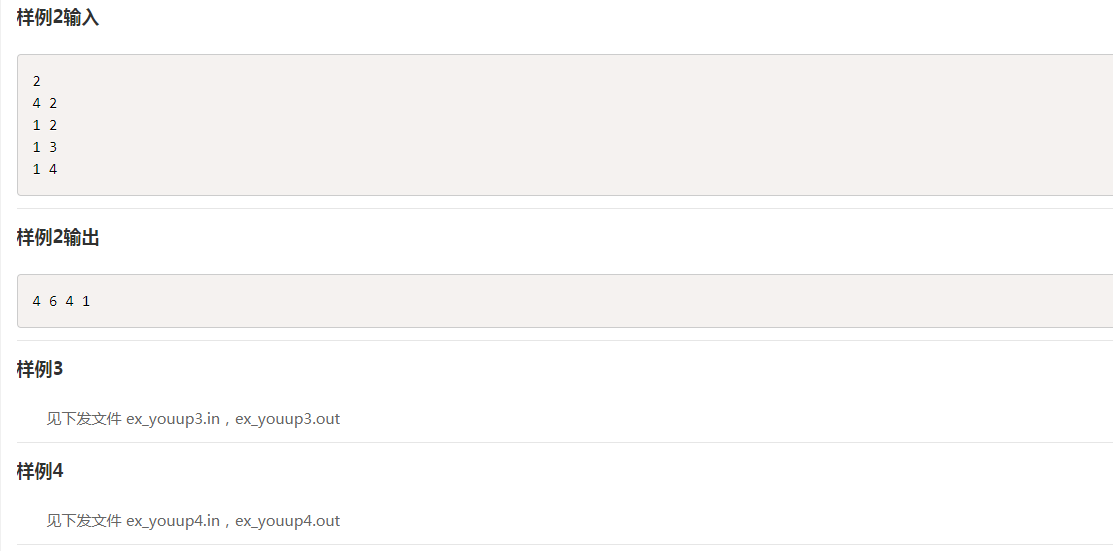 样例2输入
2
4 2
1 2
1 3
1 4
样例2输出
4 6 4 1
样例3
见下发文件 ex_youup3.in，ex_youup3.out
样例4
见下发文件 ex_youup4.in，ex_youup4.out